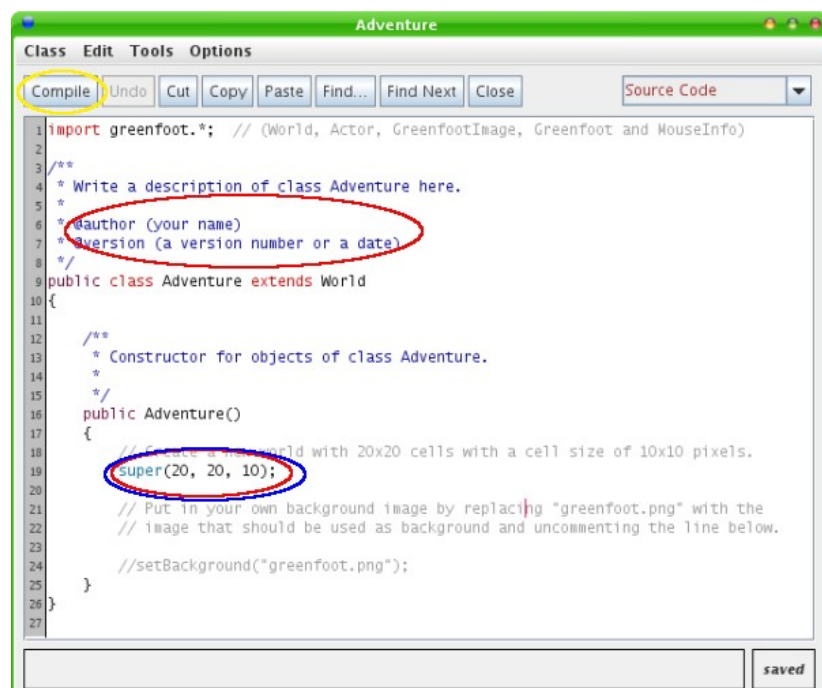 Adventure
Class Edit Tools Options
Compile Undo Cut Copy Paste Find... Find Next Close Source Code
1 import greenfoot.*; // (World, Actor, GreenfootImage, Greenfoot and MouseInfo)
2
3 /**
4 * Write a description of class Adventure here.
5 *
6 * @author (your name)
7 * @version (a version number or a date)
8 */
9 public class Adventure extends World
10 {
11
12 /**
13 * Constructor for objects of class Adventure.
14 *
15 */
16 public Adventure()
17 {
18 // Create a new world with 20x20 cells with a cell size of 10x10 pixels.
19 super(20, 20, 10);
20
21 // Put in your own background image by replacing "greenfoot.png" with the
22 // image that should be used as background and uncommenting the line below.
23
24 //setBackground("greenfoot.png");
25 }
26 }
27
saved